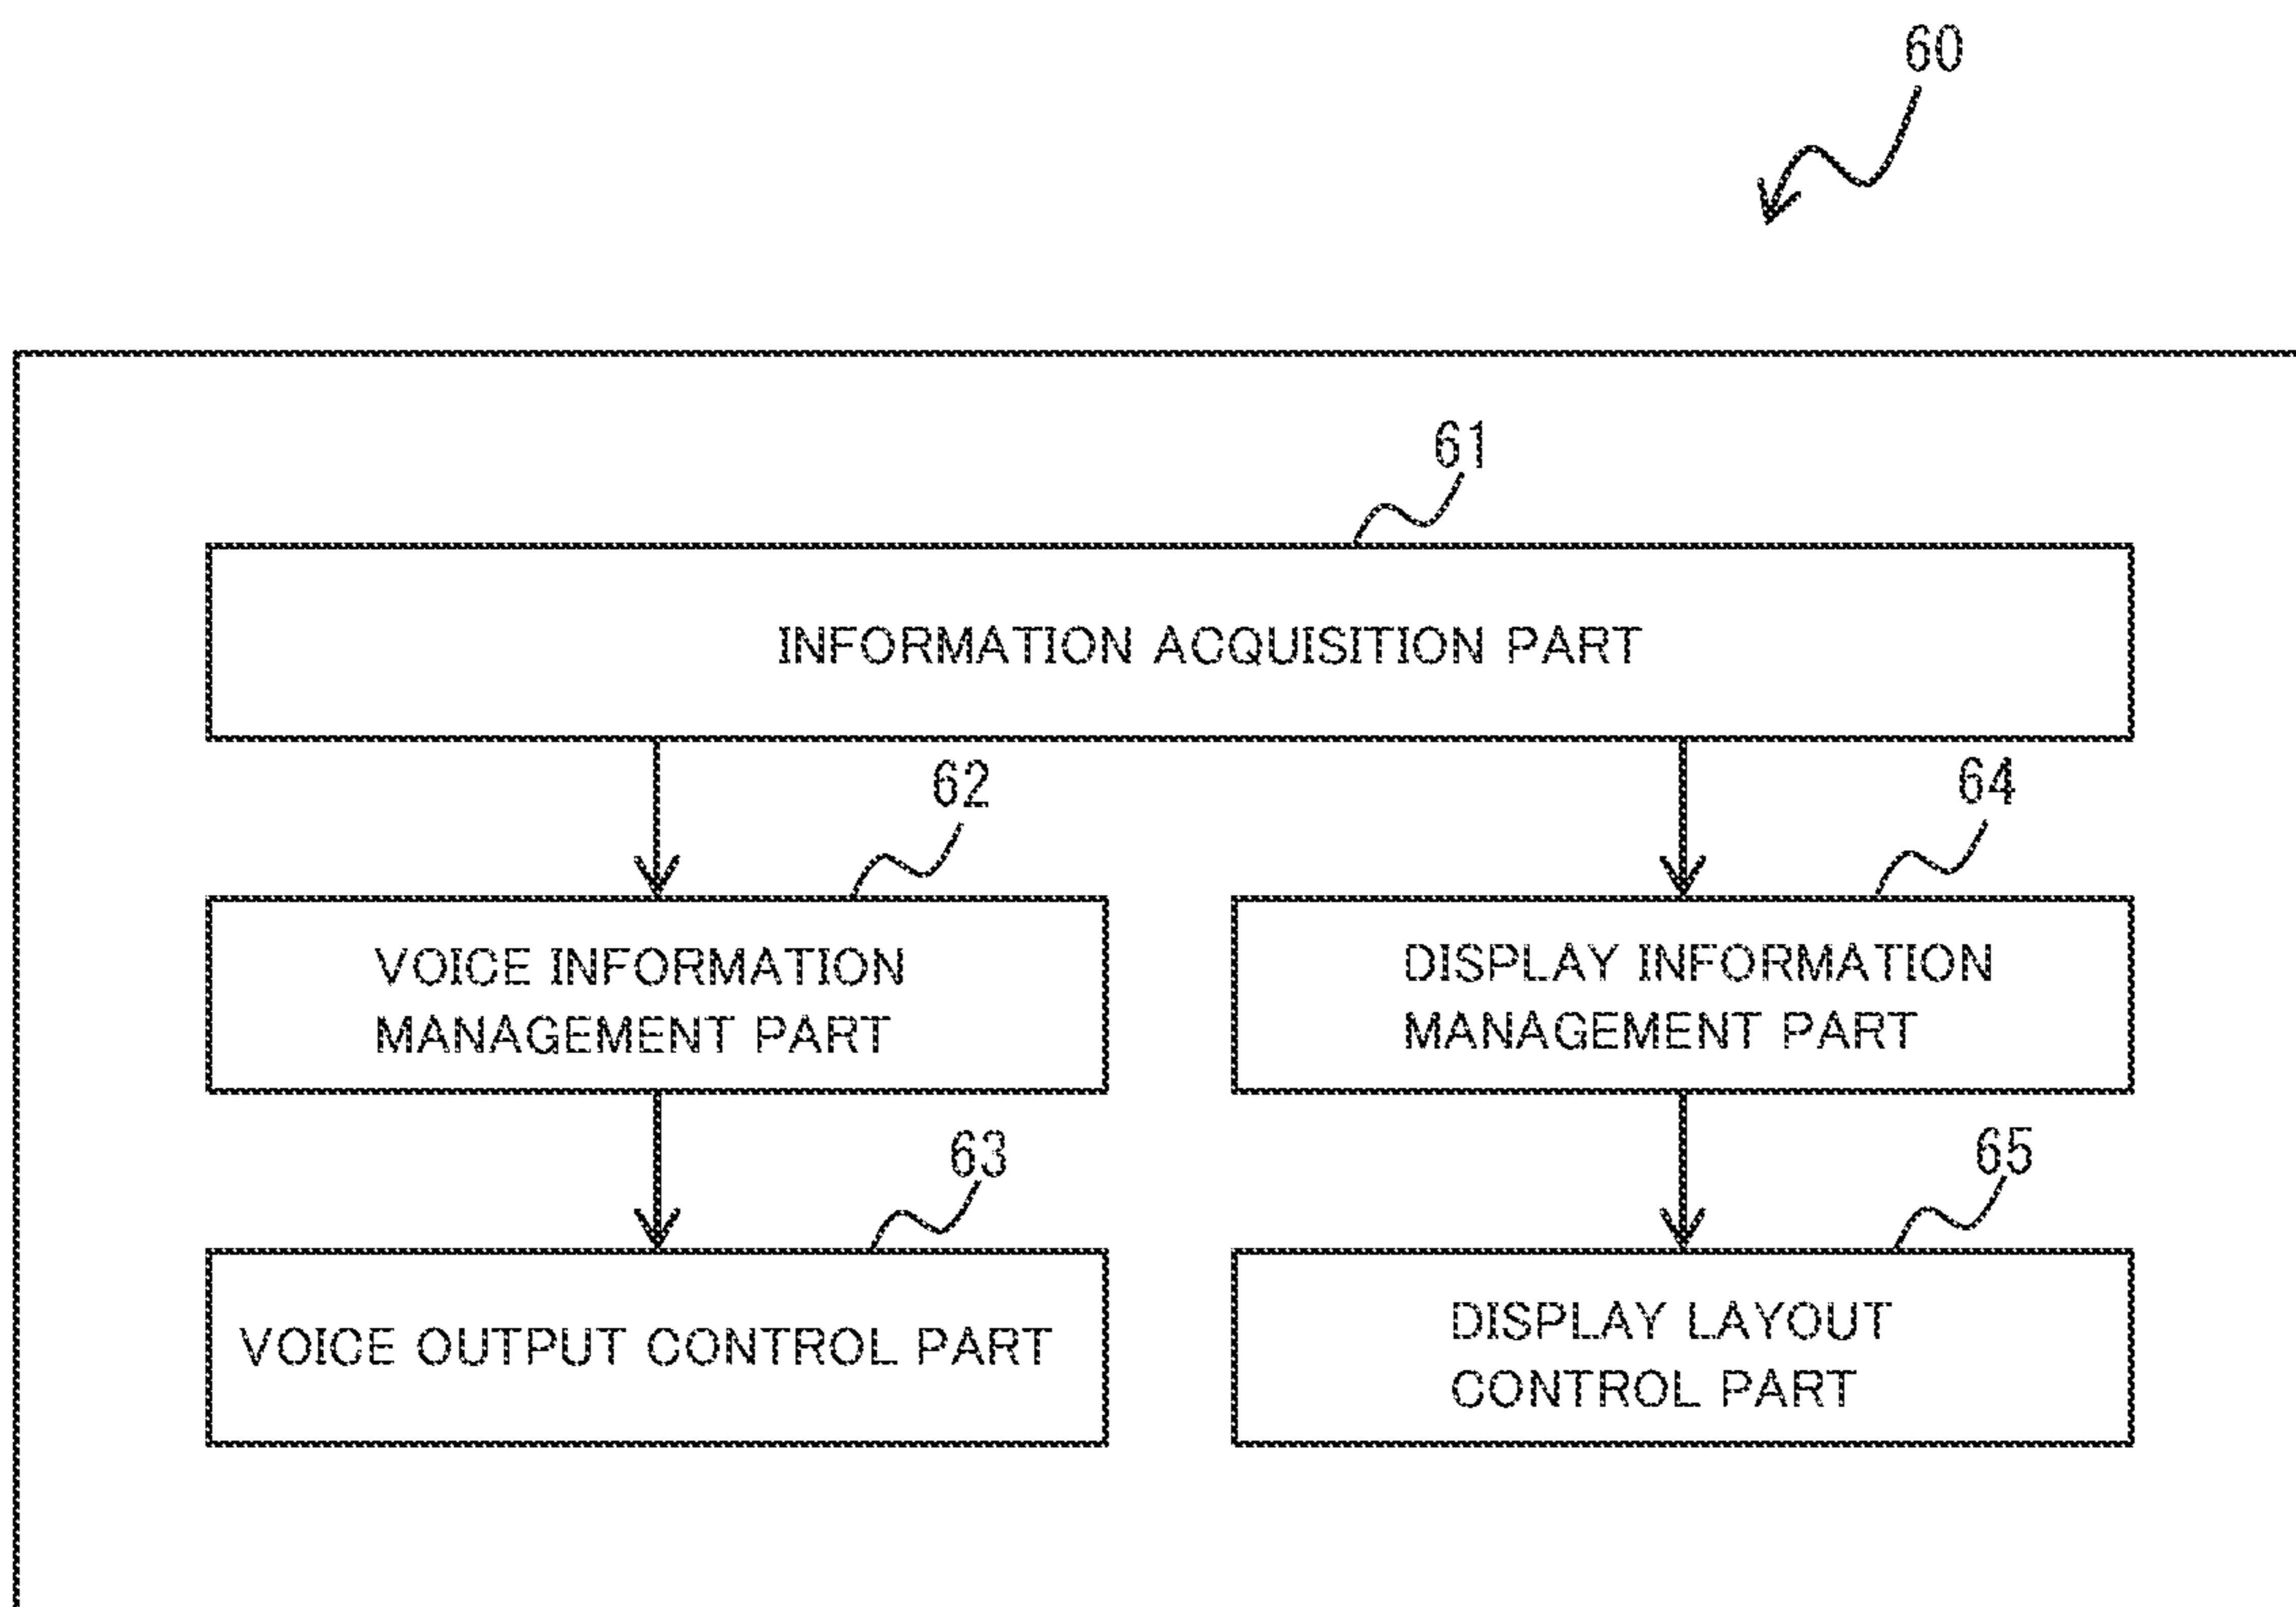 60
61
INFORMATION ACQUISITION PART
62
64
VOICE INFORMATION
MANAGEMENT PART
DISPLAY INFORMATION
MANAGEMENT PART
63
65
VOICE OUTPUT CONTROL PART
DISPLAY LAYOUT
CONTROL PART